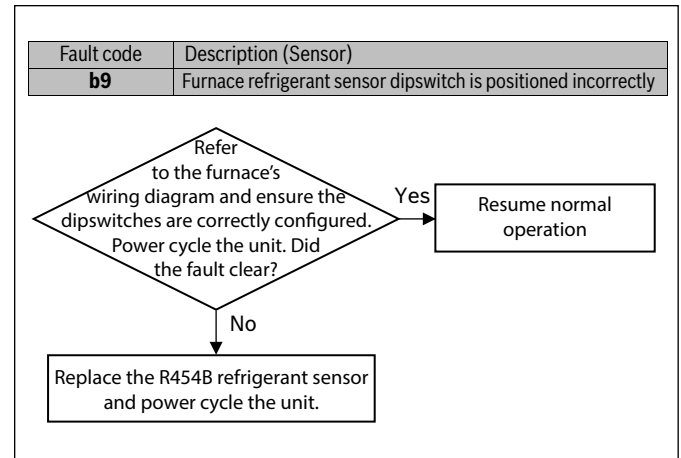 Fault code Description (Sensor)
b9 Furnace refrigerant sensor dipswitch is positioned incorrectly
Refer
to the furnace's
wiring diagram and ensure the
dipswitches are correctly configured.
Power cycle the unit. Did
the fault clear?
Yes
Resume normal
operation
No
Replace the R454B refrigerant sensor
and power cycle the unit.